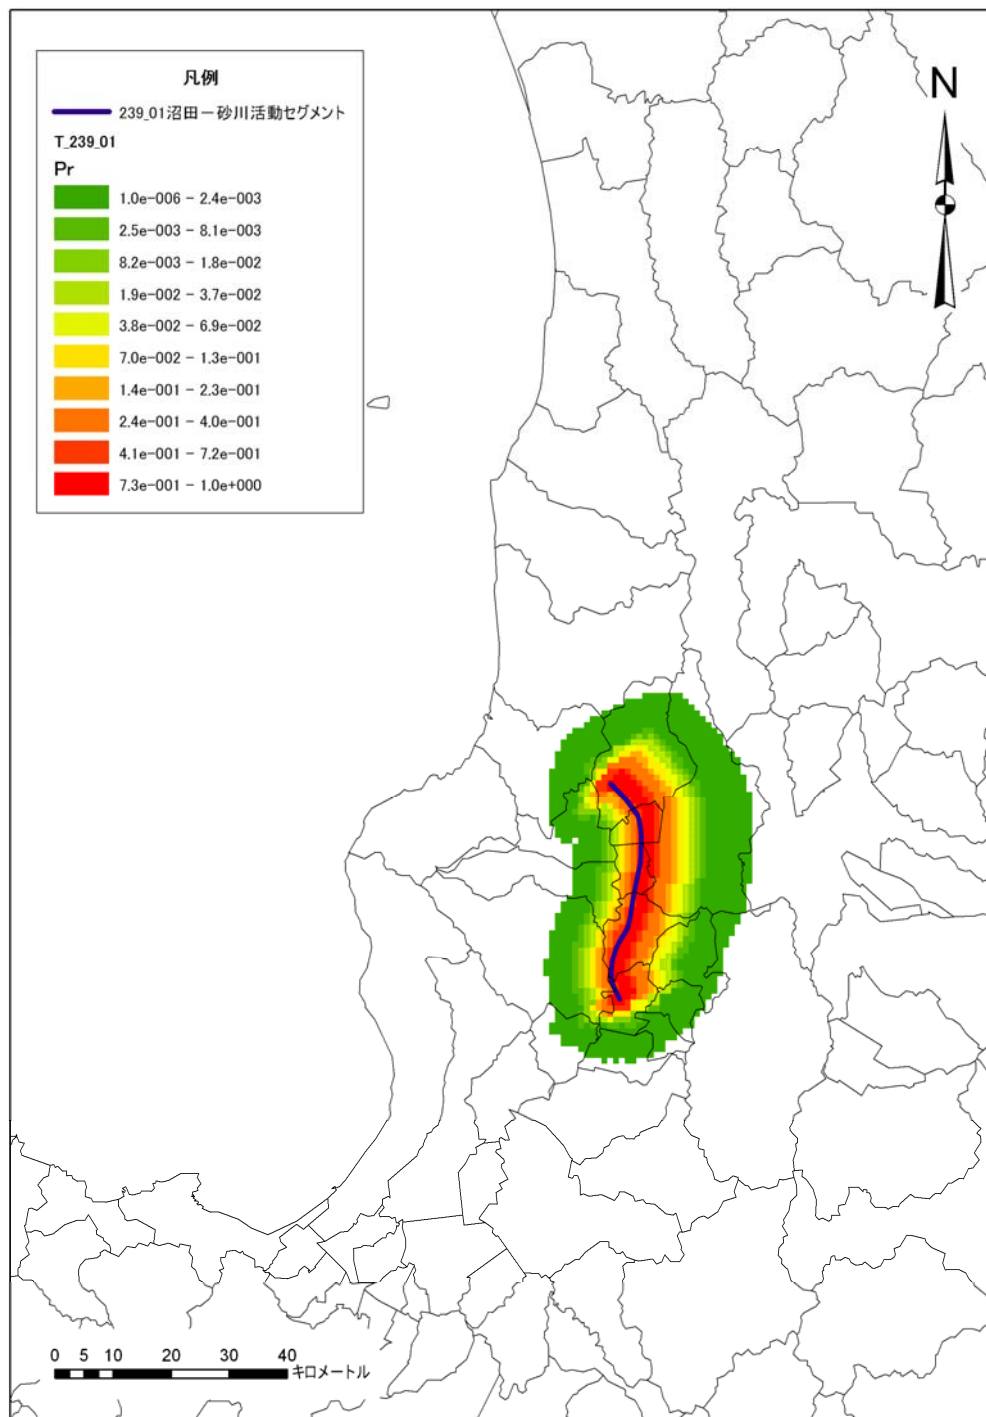 凡例
239_01沼田－砂川活動セグメント
T_239_01
Pr
1.0e-006 - 2.4e-003
2.5e-003 - 8.1e-003
8.2e-003 - 1.8e-002
1.9e-002 - 3.7e-002
3.8e-002 - 6.9e-002
7.0e-002 - 1.3e-001
1.4e-001 - 2.3e-001
2.4e-001 - 4.0e-001
4.1e-001 - 7.2e-001
7.3e-001 - 1.0e+000
N
0 5 10 20 30 40
キロメートル